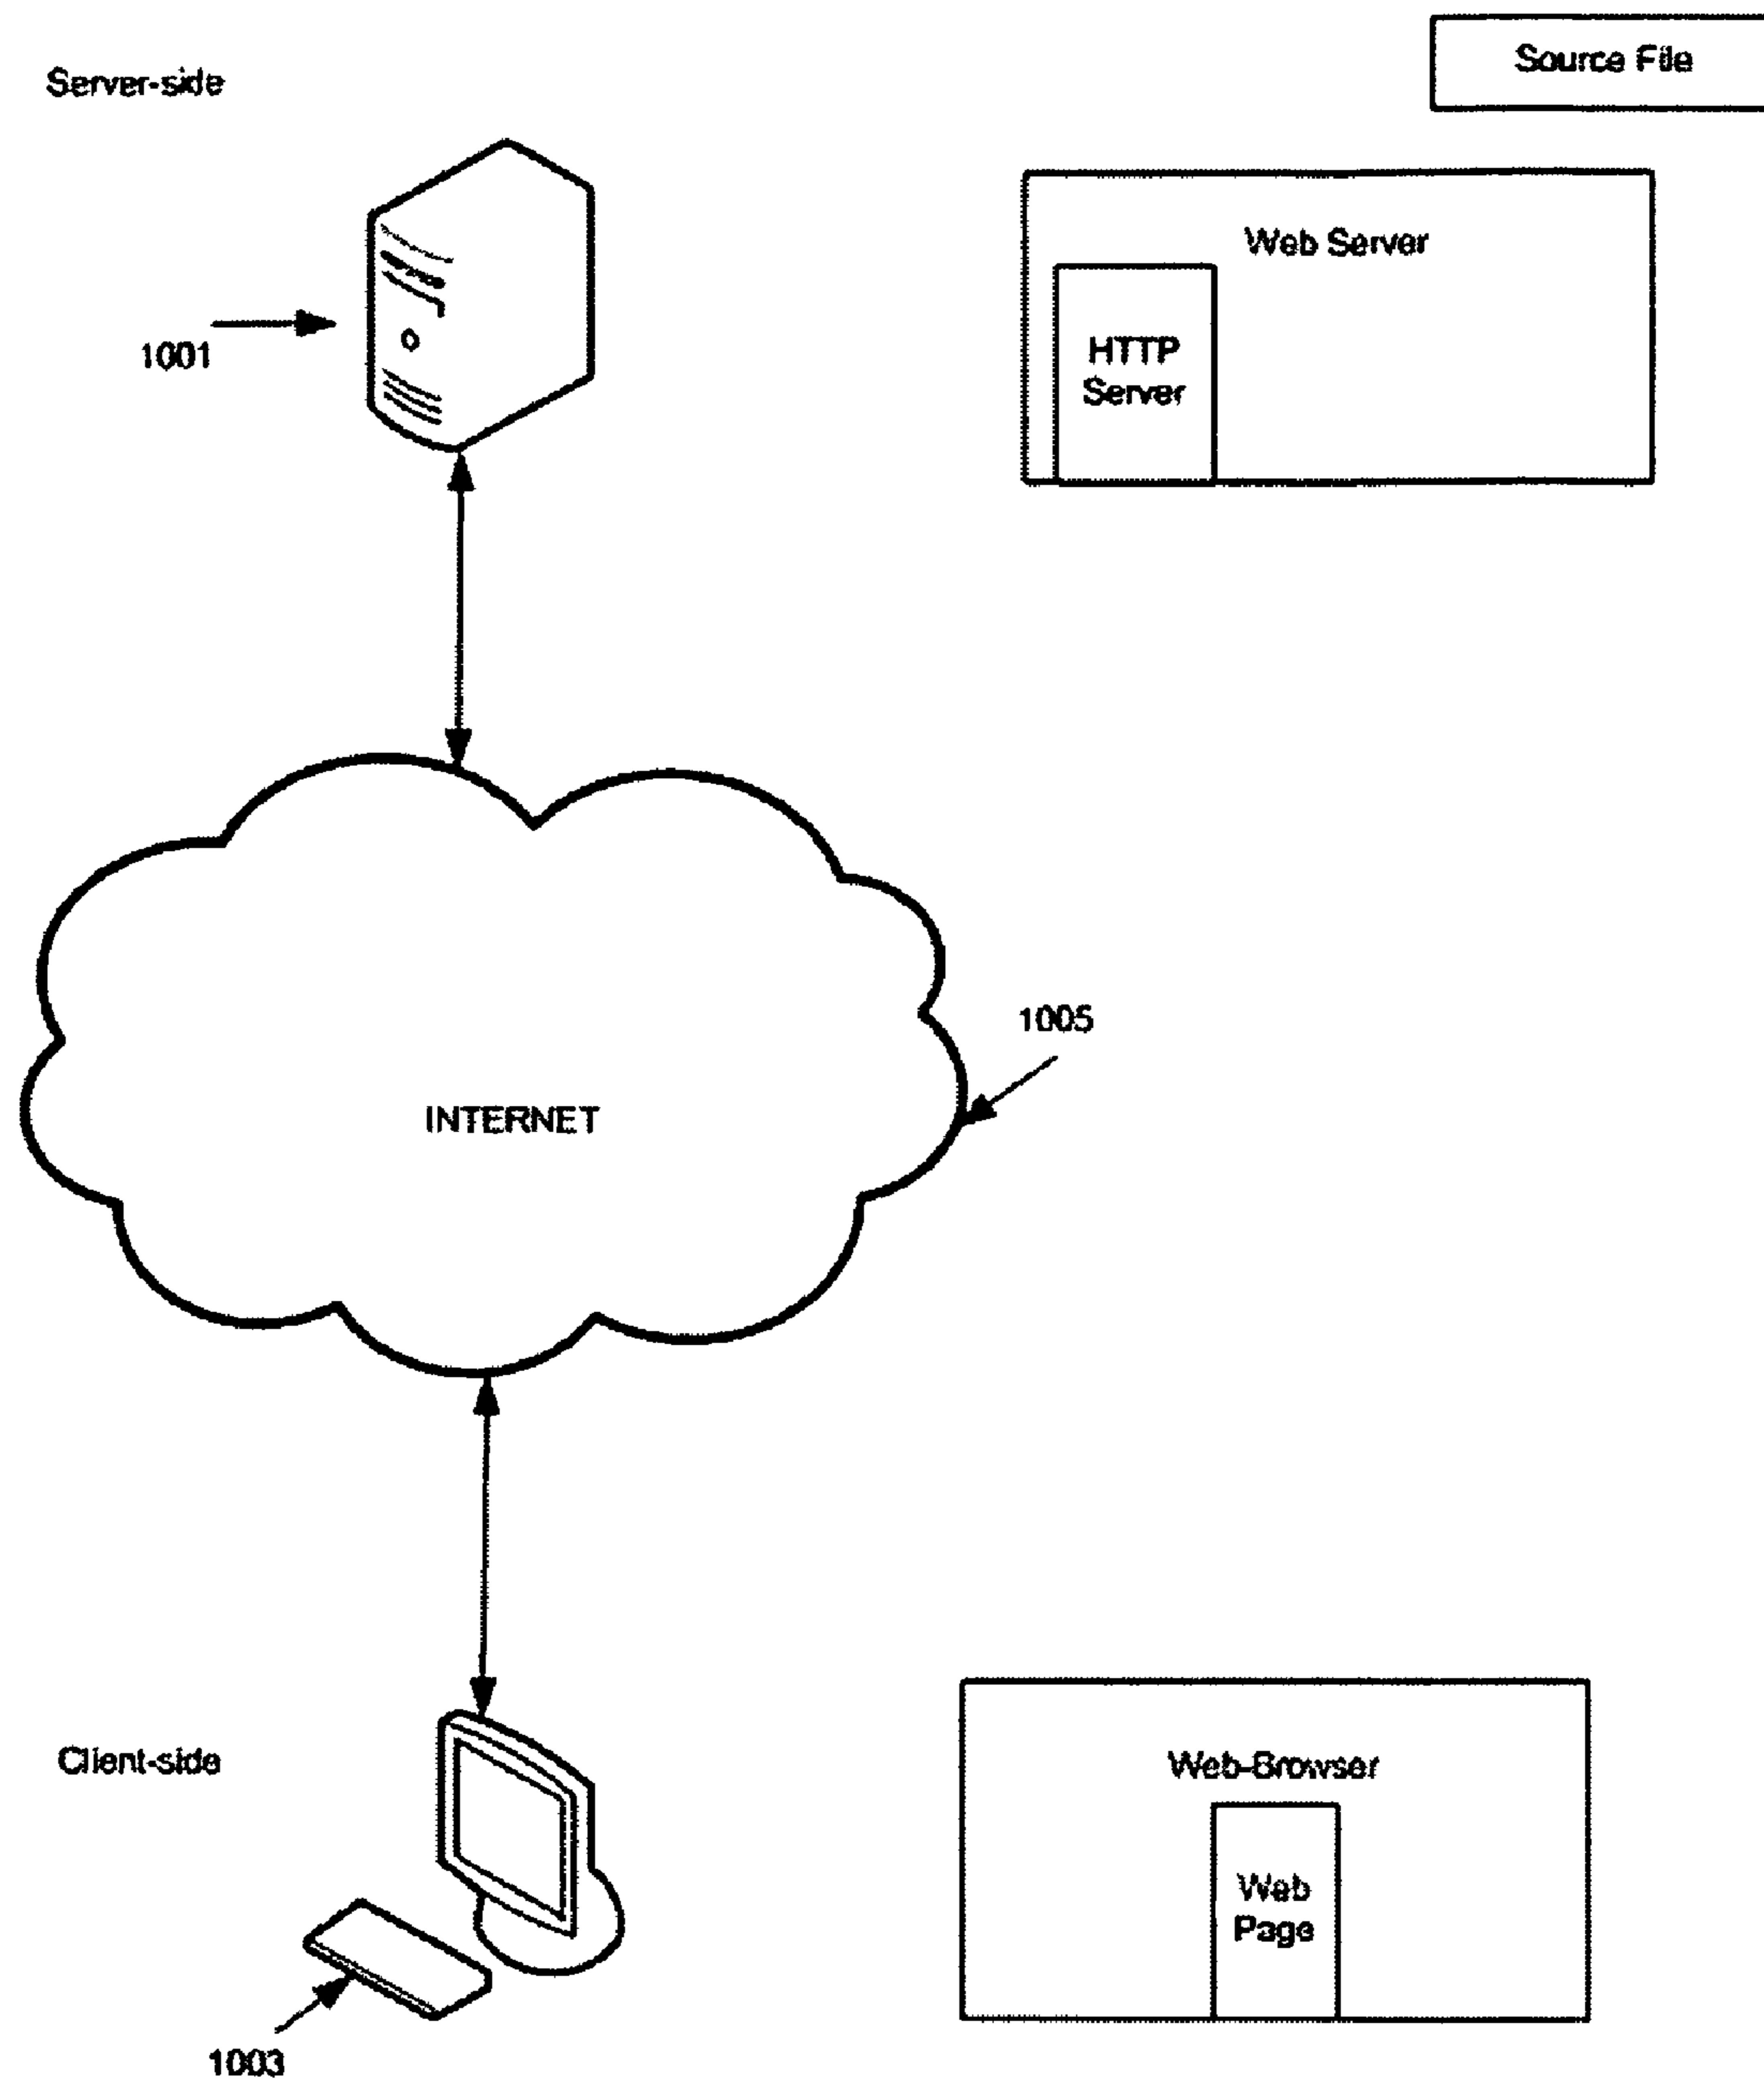 Server-side
Source File
Web Server
HTTP
Server
1001
1005
INTERNET
Client-side
Web-Browser
Web
Page
1003